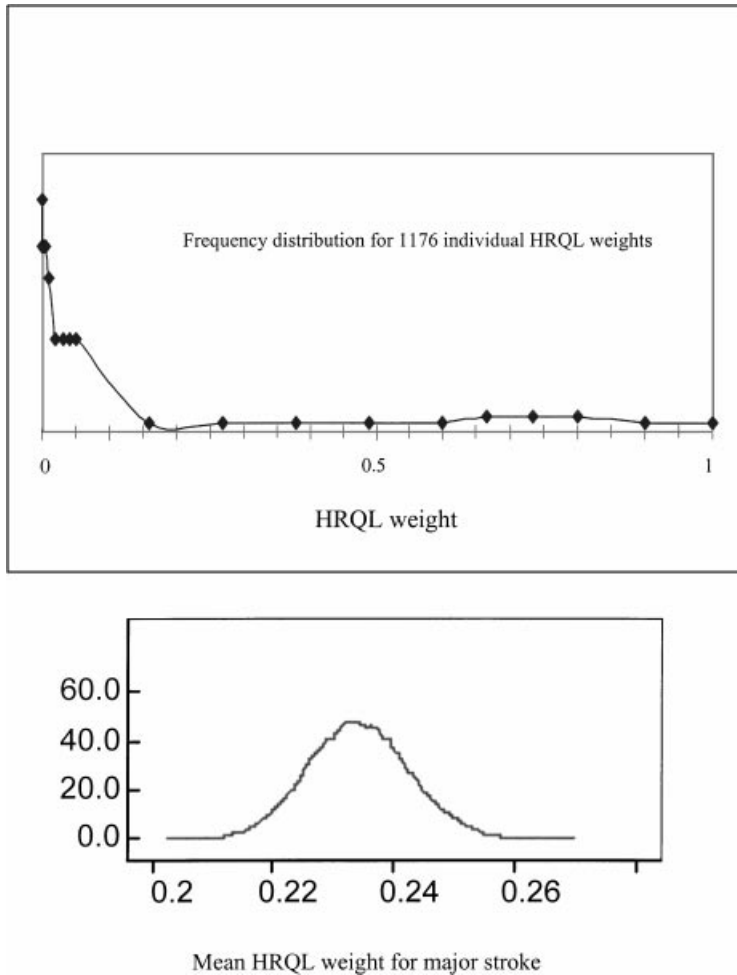 Frequency distribution for 1176 individual HRQL weights
0 0.5 1
HRQL weight
60.0
40.0
20.0
0.0
0.2 0.22 0.24 0.26
Mean HRQL weight for major stroke